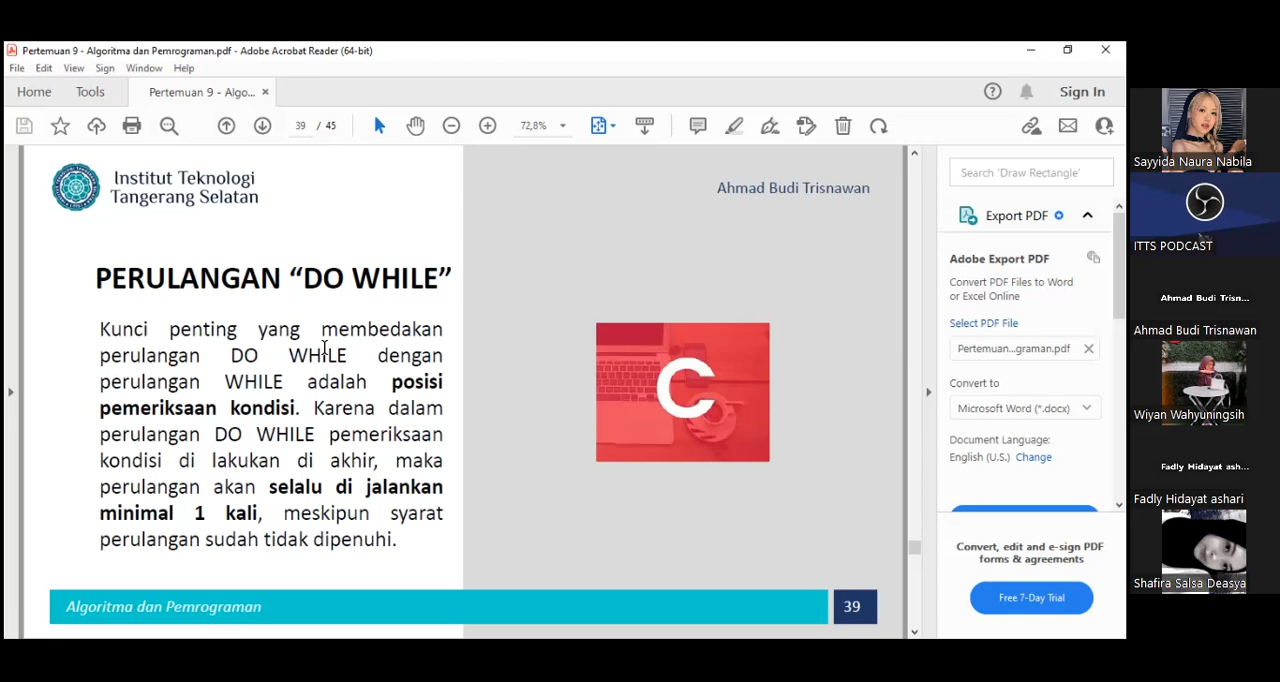 Pertemuan 9 - Algoritma dan Pemrograman.pdf - Adobe Acrobat Reader (64-bit)
File Edit View Sign Window Help
Home Tools Pertemuan 9 - Algo... × Sign In
39 / 45 72,8%
Institut Teknologi
Tangerang Selatan
Ahmad Budi Trisnawan
PERULANGAN “DO WHILE”
Kunci penting yang membedakan
perulangan DO WHILE dengan
perulangan WHILE adalah posisi
pemeriksaan kondisi. Karena dalam
perulangan DO WHILE pemeriksaan
kondisi di lakukan di akhir, maka
perulangan akan selalu di jalankan
minimal 1 kali, meskipun syarat
perulangan sudah tidak dipenuhi.
C
Algoritma dan Pemrograman
39
Search 'Draw Rectangle'
Export PDF
Adobe Export PDF
Convert PDF Files to Word
or Excel Online
Select PDF File
Pertemuan...graman.pdf
Convert to
Microsoft Word (*.docx)
Document Language:
English (U.S.) Change
Convert, edit and e-sign PDF
forms & agreements
Free 7-Day Trial
Sayyida Naura Nabila
ITTS PODCAST
Ahmad Budi Trisn...
Ahmad Budi Trisnawan
Wiyan Wahyuningsih
Fadly Hidayat ash...
Fadly Hidayat ashari
Shafira Salsa Deasya